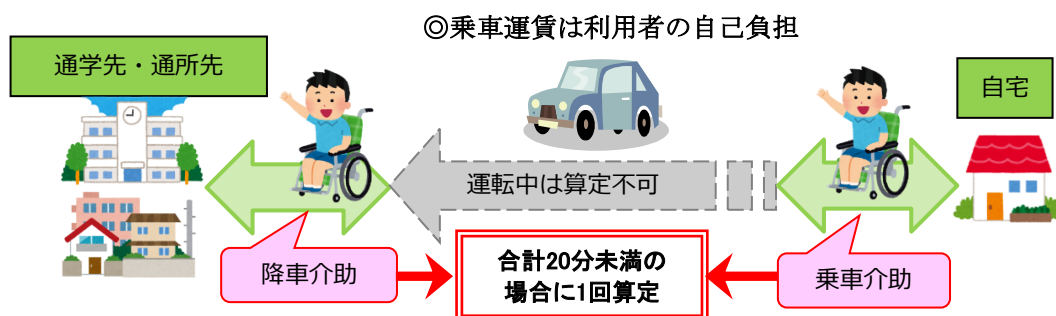 ◎乗車運賃は利用者の自己負担
通学先・通所先
自宅
運転中は算定不可
降車介助
合計20分未満の
場合に1回算定
乗車介助